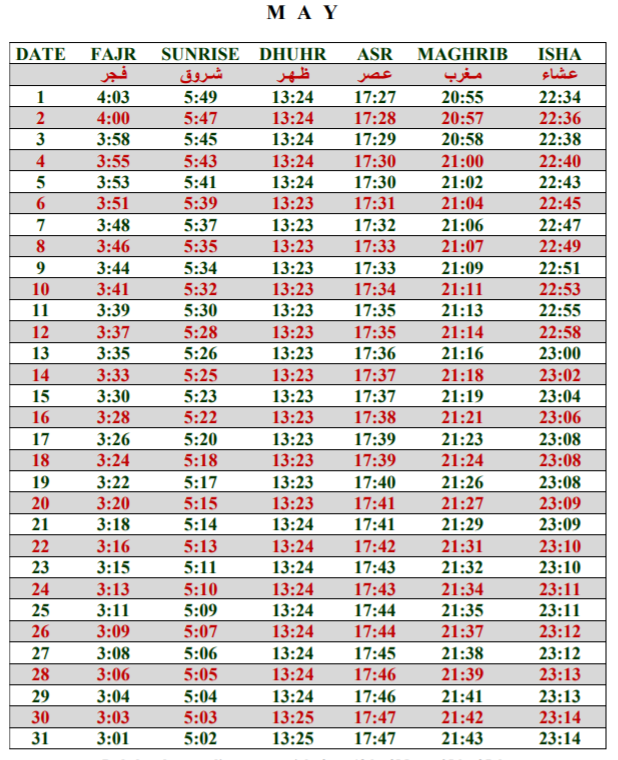 M A Y
DATE FAJR SUNRISE DHUHR ASR MAGHRIB ISHA
فجر شروق ظهر عصر مغرب عشاء
1 4:03 5:49 13:24 17:27 20:55 22:34
2 4:00 5:47 13:24 17:28 20:57 22:36
3 3:58 5:45 13:24 17:29 20:58 22:38
4 3:55 5:43 13:24 17:30 21:00 22:40
5 3:53 5:41 13:24 17:30 21:02 22:43
6 3:51 5:39 13:23 17:31 21:04 22:45
7 3:48 5:37 13:23 17:32 21:06 22:47
8 3:46 5:35 13:23 17:33 21:07 22:49
9 3:44 5:34 13:23 17:33 21:09 22:51
10 3:41 5:32 13:23 17:34 21:11 22:53
11 3:39 5:30 13:23 17:35 21:13 22:55
12 3:37 5:28 13:23 17:35 21:14 22:58
13 3:35 5:26 13:23 17:36 21:16 23:00
14 3:33 5:25 13:23 17:37 21:18 23:02
15 3:30 5:23 13:23 17:37 21:19 23:04
16 3:28 5:22 13:23 17:38 21:21 23:06
17 3:26 5:20 13:23 17:39 21:23 23:08
18 3:24 5:18 13:23 17:39 21:24 23:08
19 3:22 5:17 13:23 17:40 21:26 23:08
20 3:20 5:15 13:23 17:41 21:27 23:09
21 3:18 5:14 13:24 17:41 21:29 23:09
22 3:16 5:13 13:24 17:42 21:31 23:10
23 3:15 5:11 13:24 17:43 21:32 23:10
24 3:13 5:10 13:24 17:43 21:34 23:11
25 3:11 5:09 13:24 17:44 21:35 23:11
26 3:09 5:07 13:24 17:44 21:37 23:12
27 3:08 5:06 13:24 17:45 21:38 23:12
28 3:06 5:05 13:24 17:46 21:39 23:13
29 3:04 5:04 13:24 17:46 21:41 23:13
30 3:03 5:03 13:25 17:47 21:42 23:14
31 3:01 5:02 13:25 17:47 21:43 23:14